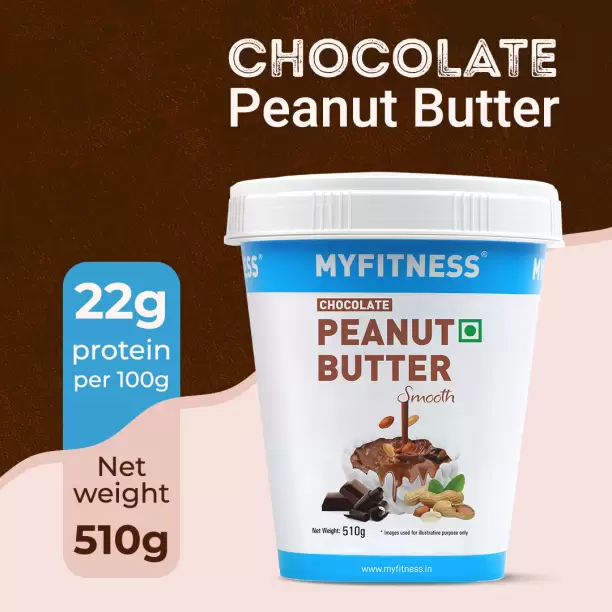 CHOCOLATE
Peanut Butter
22g
protein
per 100g
Net
weight
510g
MYFITNESS®
CHOCOLATE
PEANUT
BUTTER
Smooth
Net Weight: 510g
* Images used for illustrative purpose only
www.myfitness.in